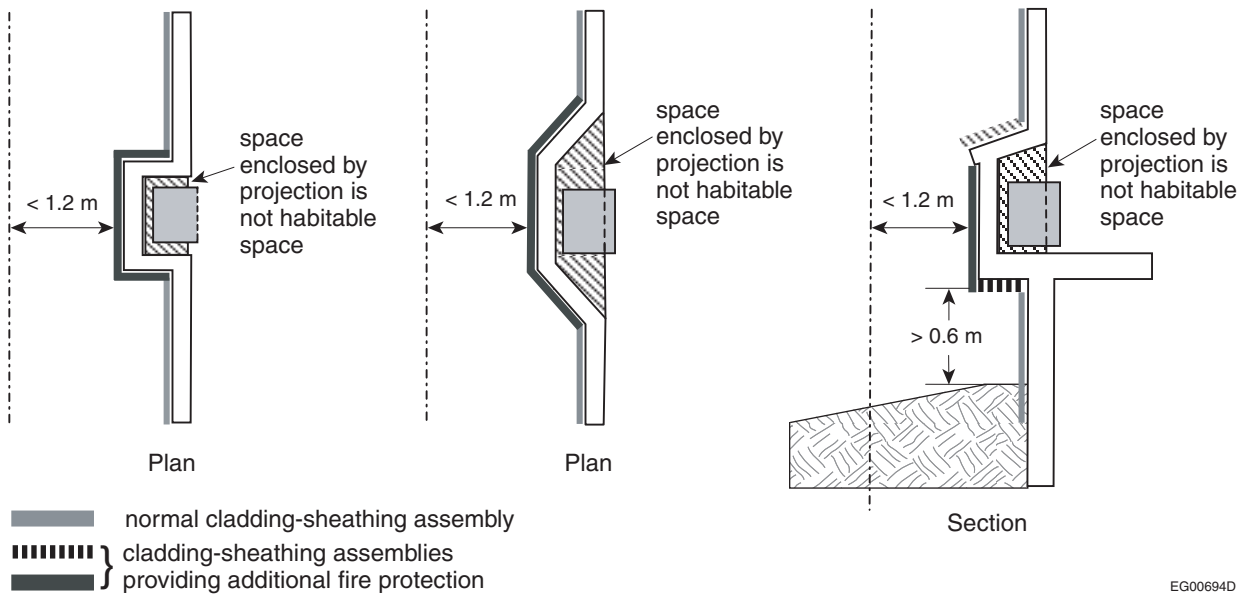 space
enclosed by
projection is
not habitable
space
< 1.2 m
Plan
space
enclosed by
projection is
not habitable
space
< 1.2 m
Plan
space
enclosed by
projection is
not habitable
space
< 1.2 m
> 0.6 m
Section
normal cladding-sheathing assembly
cladding-sheathing assemblies
providing additional fire protection
EG00694D